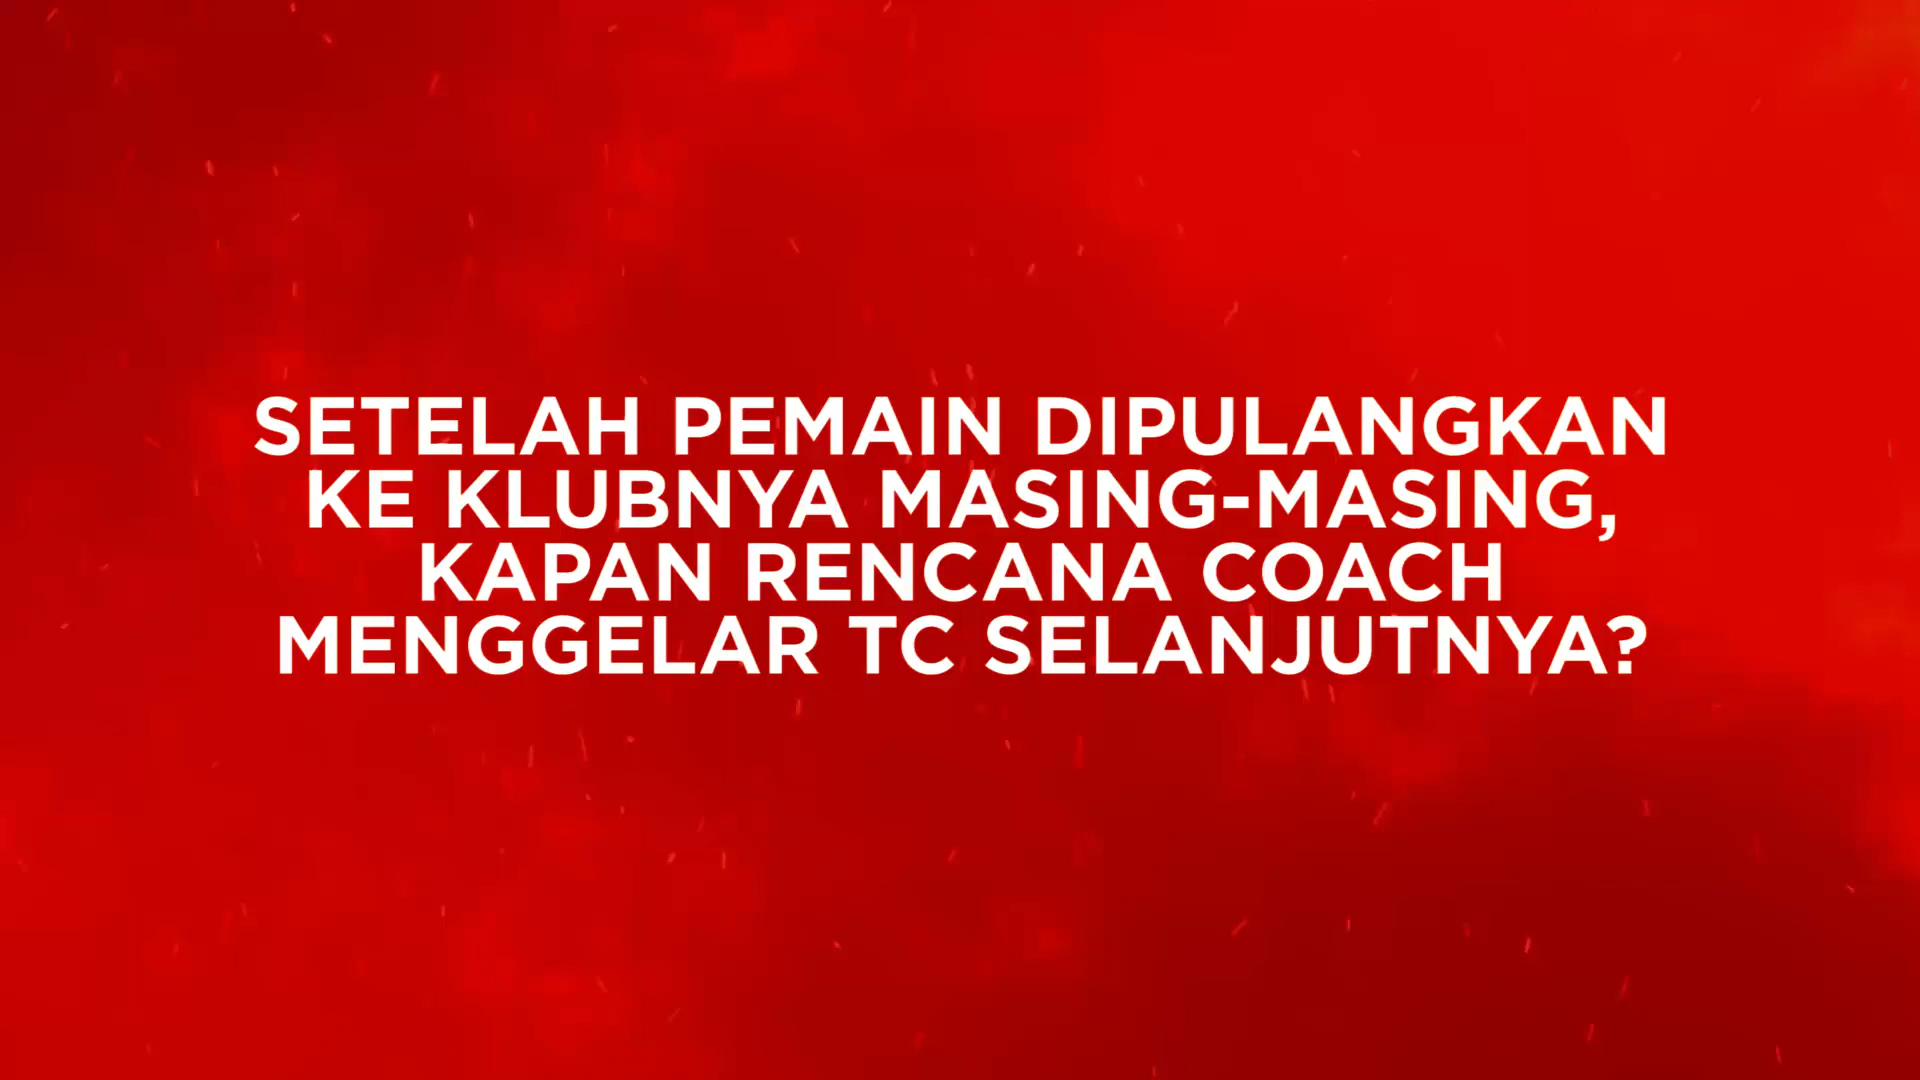 SETELAH PEMAIN DIPULANGKAN
KE KLUBNYA MASING-MASING,
KAPAN RENCANA COACH
MENGGELAR TC SELANJUTNYA?